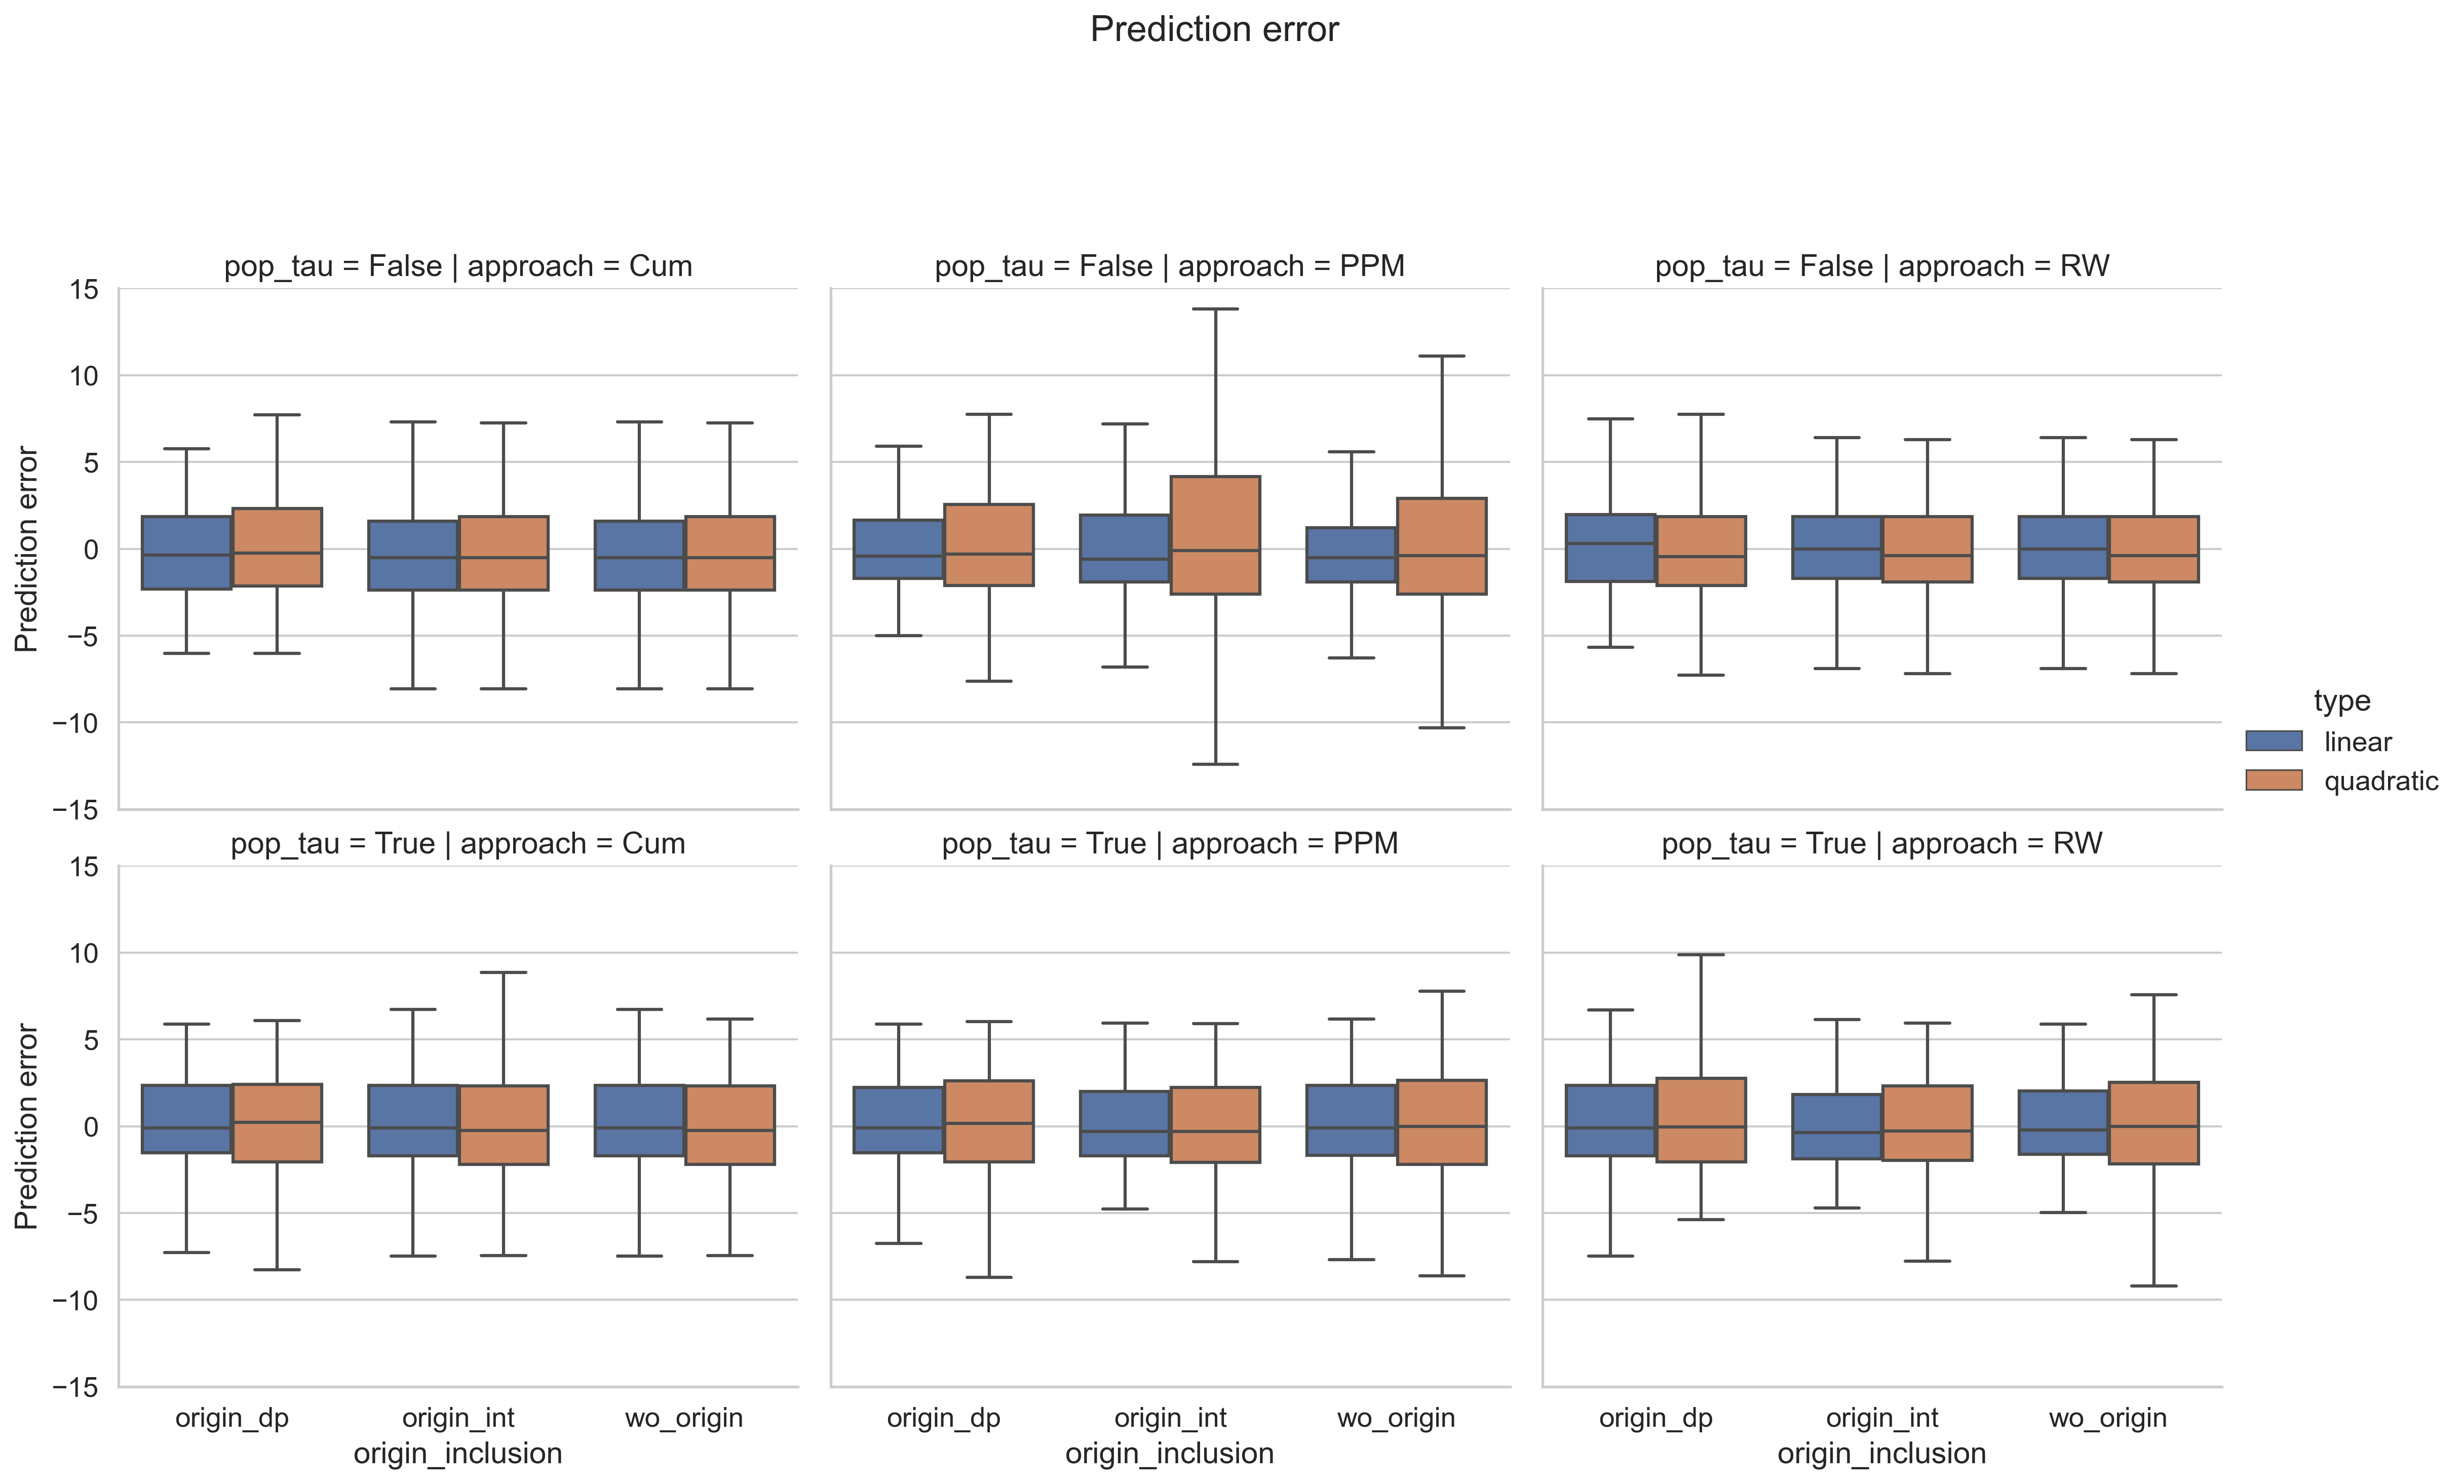 Prediction error
pop_tau = False | approach = Cum
pop_tau = False | approach = PPM
pop_tau = False | approach = RW
15
10
5
0
−5
−10
−15
Prediction error
type
linear
quadratic
pop_tau = True | approach = Cum
pop_tau = True | approach = PPM
pop_tau = True | approach = RW
15
10
5
0
−5
−10
−15
Prediction error
origin_dp origin_int wo_origin
origin_inclusion
origin_dp origin_int wo_origin
origin_inclusion
origin_dp origin_int wo_origin
origin_inclusion